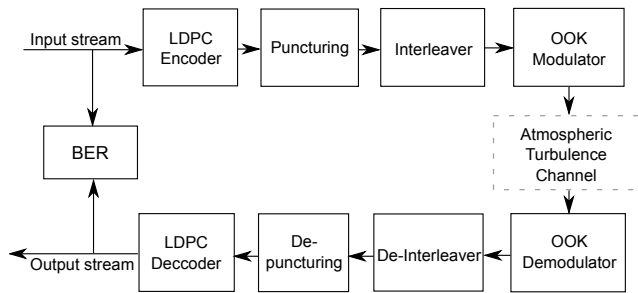 Input stream
LDPC
Encoder
Puncturing
Interleaver
OOK
Modulator
Atmospheric
Turbulence
Channel
BER
OOK
Demodulator
De-Interleaver
De-
puncturing
LDPC
Deccoder
Output stream